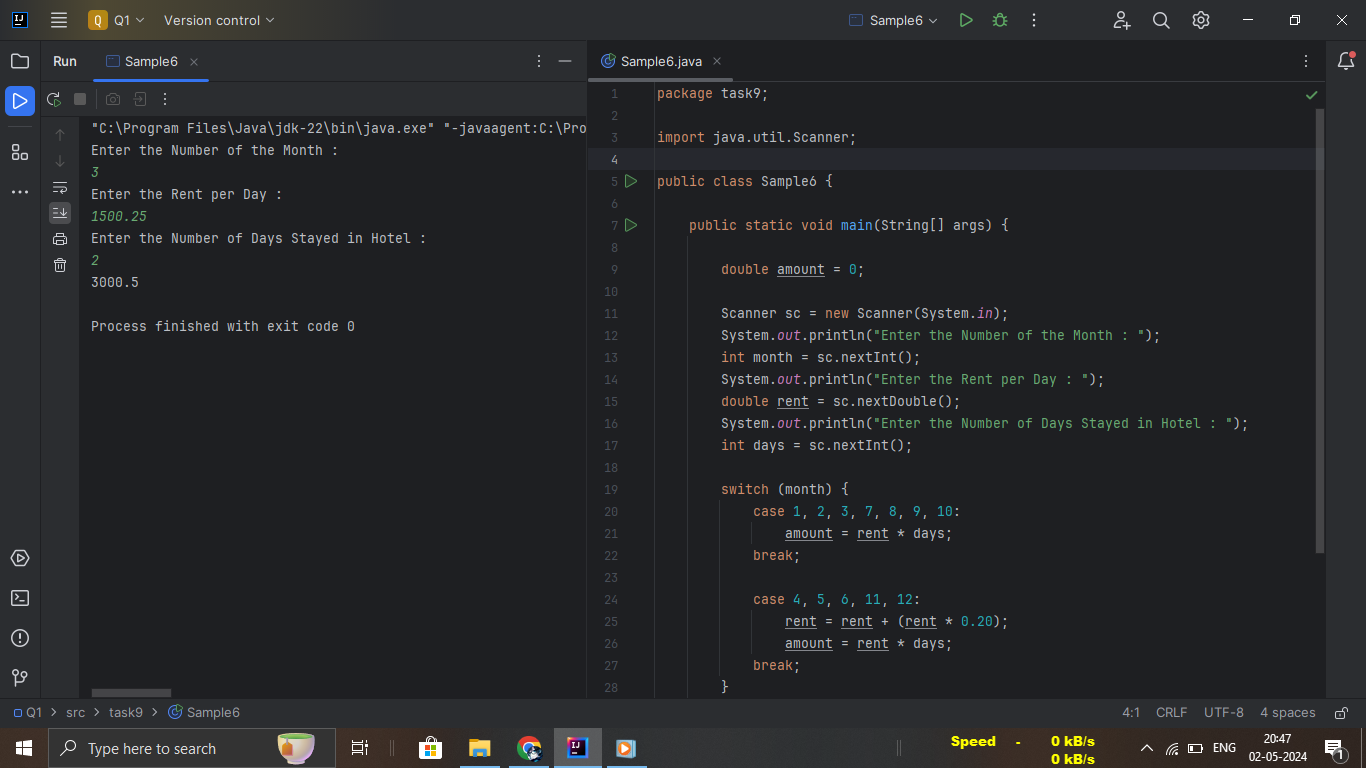 Q Q1 Version control Sample6
Run Sample6
Sample6.java
"C:\Program Files\Java\jdk-22\bin\java.exe" "-javaagent:C:\Pro
Enter the Number of the Month :
3
Enter the Rent per Day :
1500.25
Enter the Number of Days Stayed in Hotel :
2
3000.5
Process finished with exit code 0
1 package task9;
2
3 import java.util.Scanner;
4
5 public class Sample6 {
6
7 public static void main(String[] args) {
8
9 double amount = 0;
10
11 Scanner sc = new Scanner(System.in);
12 System.out.println("Enter the Number of the Month : ");
13 int month = sc.nextInt();
14 System.out.println("Enter the Rent per Day : ");
15 double rent = sc.nextDouble();
16 System.out.println("Enter the Number of Days Stayed in Hotel : ");
17 int days = sc.nextInt();
18
19 switch (month) {
20 case 1, 2, 3, 7, 8, 9, 10:
21 amount = rent * days;
22 break;
23
24 case 4, 5, 6, 11, 12:
25 rent = rent + (rent * 0.20);
26 amount = rent * days;
27 break;
28 }
Q1 > src > task9 > Sample6 4:1 CRLF UTF-8 4 spaces
Type here to search
Speed - 0 kB/s
0 kB/s
ENG
20:47
02-05-2024
1